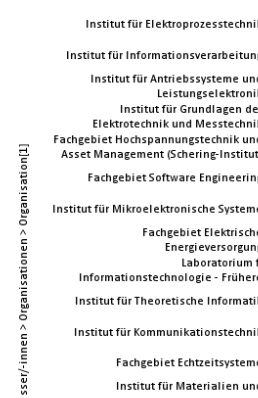 Institut für Elektroprozesstechni
Institut für Informationsverarbeitun
Institut für Antriebssysteme un
Leistungselektroni
Institut für Grundlagen de
Elektrotechnik und Messtechni
Fachgebiet Hochspannungstechnik un
Asset Management (Schering-Institut
Fachgebiet Software Engineerin
Institut für Mikroelektronische System
Fachgebiet Elektrisch
Energieversorgun
Laboratorium f
Informationstechnologie - Früher
Institut für Theoretische Informati
Institut für Kommunikationstechni
Fachgebiet Echtzeitsystem
Institut für Materialien un
sser/-innen > Organisationen > Organisation[1]